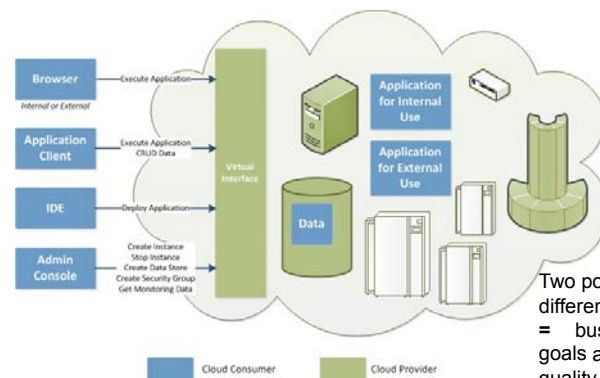 Browser
Execute Application
Internal or External
Application
Client
Execute Application
CRUD Data
IDE
Deploy Application
Admin
Console
Create Instance
Stop Instance
Create Data Store
Create Security Group
Get Monitoring Data
Virtual
Interface
Application
for Internal
Use
Application
for External
Use
Data
Two po
different
= bus
goals a
quality
Cloud Consumer
Cloud Provider